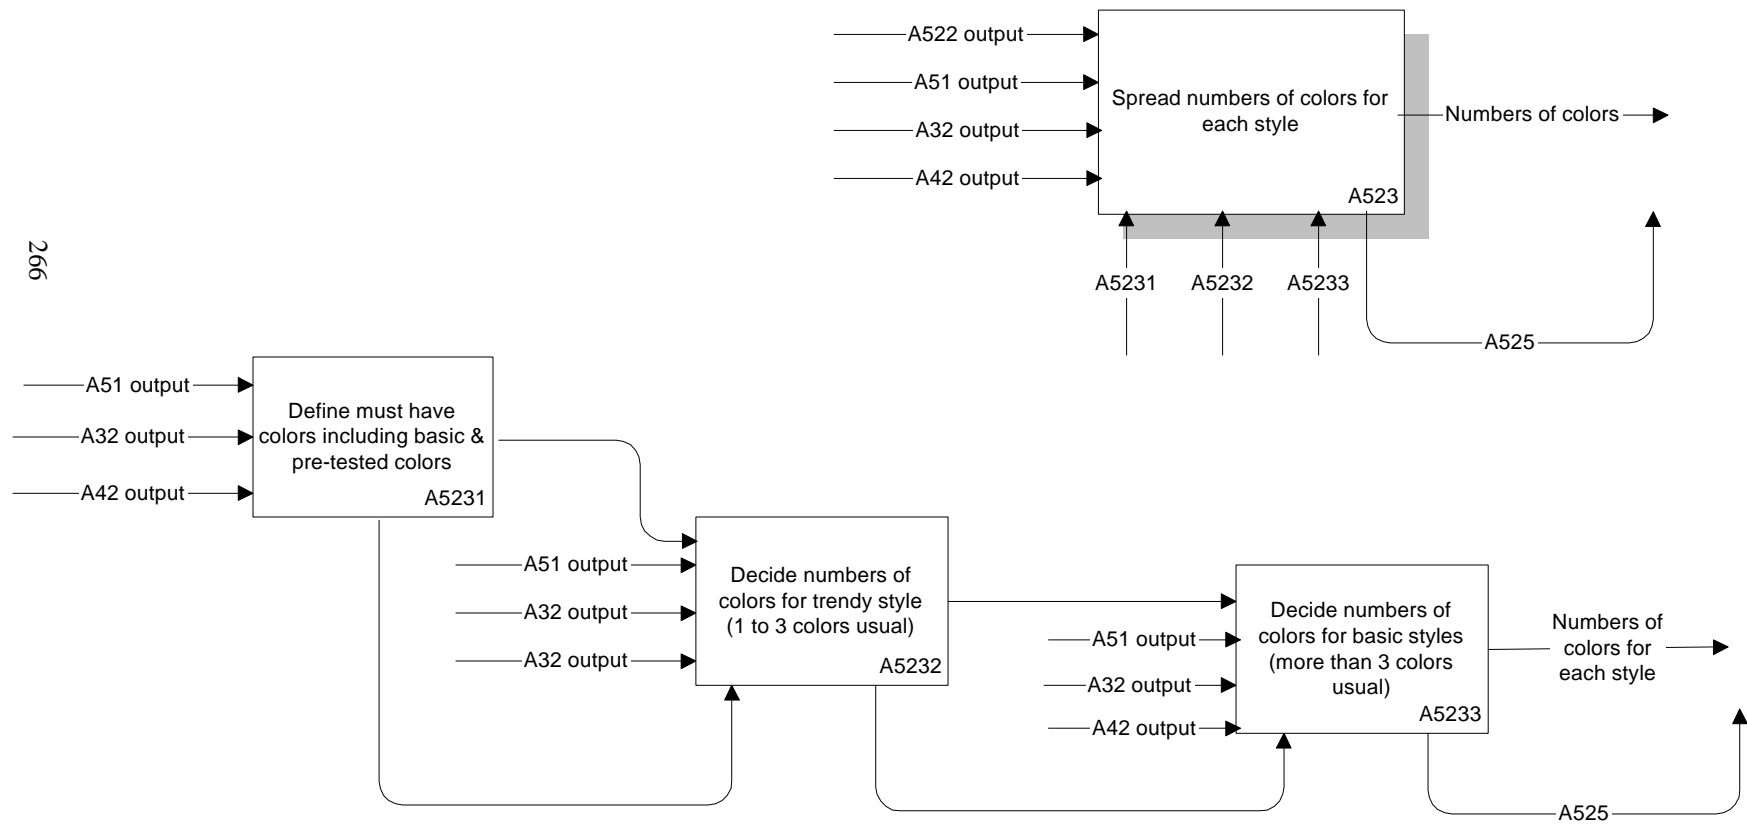 A522 output
A51 output
A32 output
A42 output
Spread numbers of colors for
each style
A523
Numbers of colors
A5231
A5232
A5233
A525
266
A51 output
A32 output
A42 output
Define must have
colors including basic &
pre-tested colors
A5231
A51 output
A32 output
A32 output
Decide numbers of
colors for trendy style
(1 to 3 colors usual)
A5232
A51 output
A32 output
A42 output
Decide numbers of
colors for basic styles
(more than 3 colors
usual)
A5233
Numbers of
colors for
each style
A525